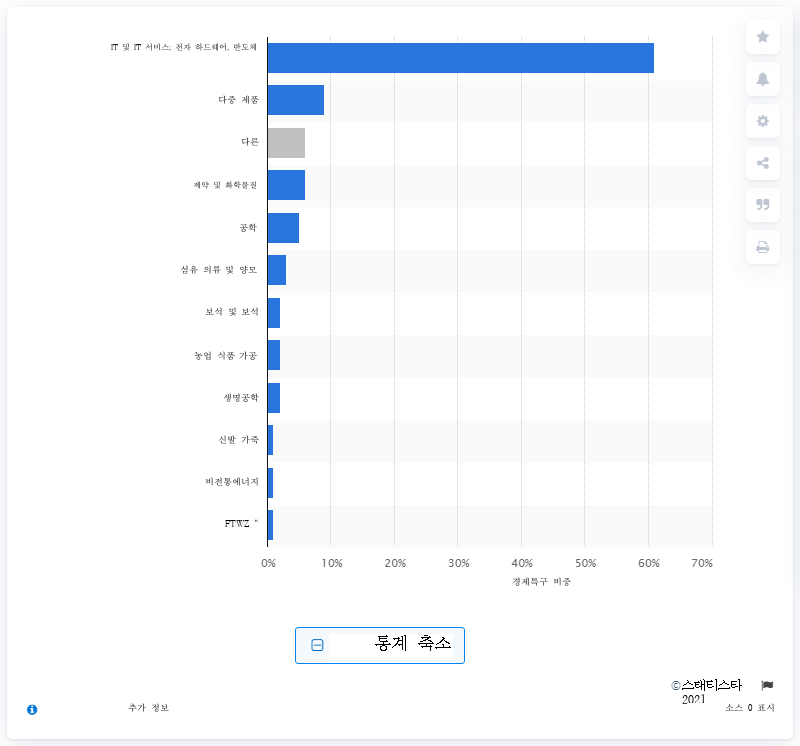 IT 및 IT 서비스; 전자 하드웨어, 반도체
다중 제품
다른
제약 및 화학물질
공학
섬유 의류 및 양모
보석 및 보석
농업 식품 가공
생명공학
신발 가죽
비전통에너지
FTWZ "
0% 10% 20% 30% 40% 50% 60% 70%
경제특구 비중
통계 축소
©스태티스타
2021
추가 정보
소스 0 표시